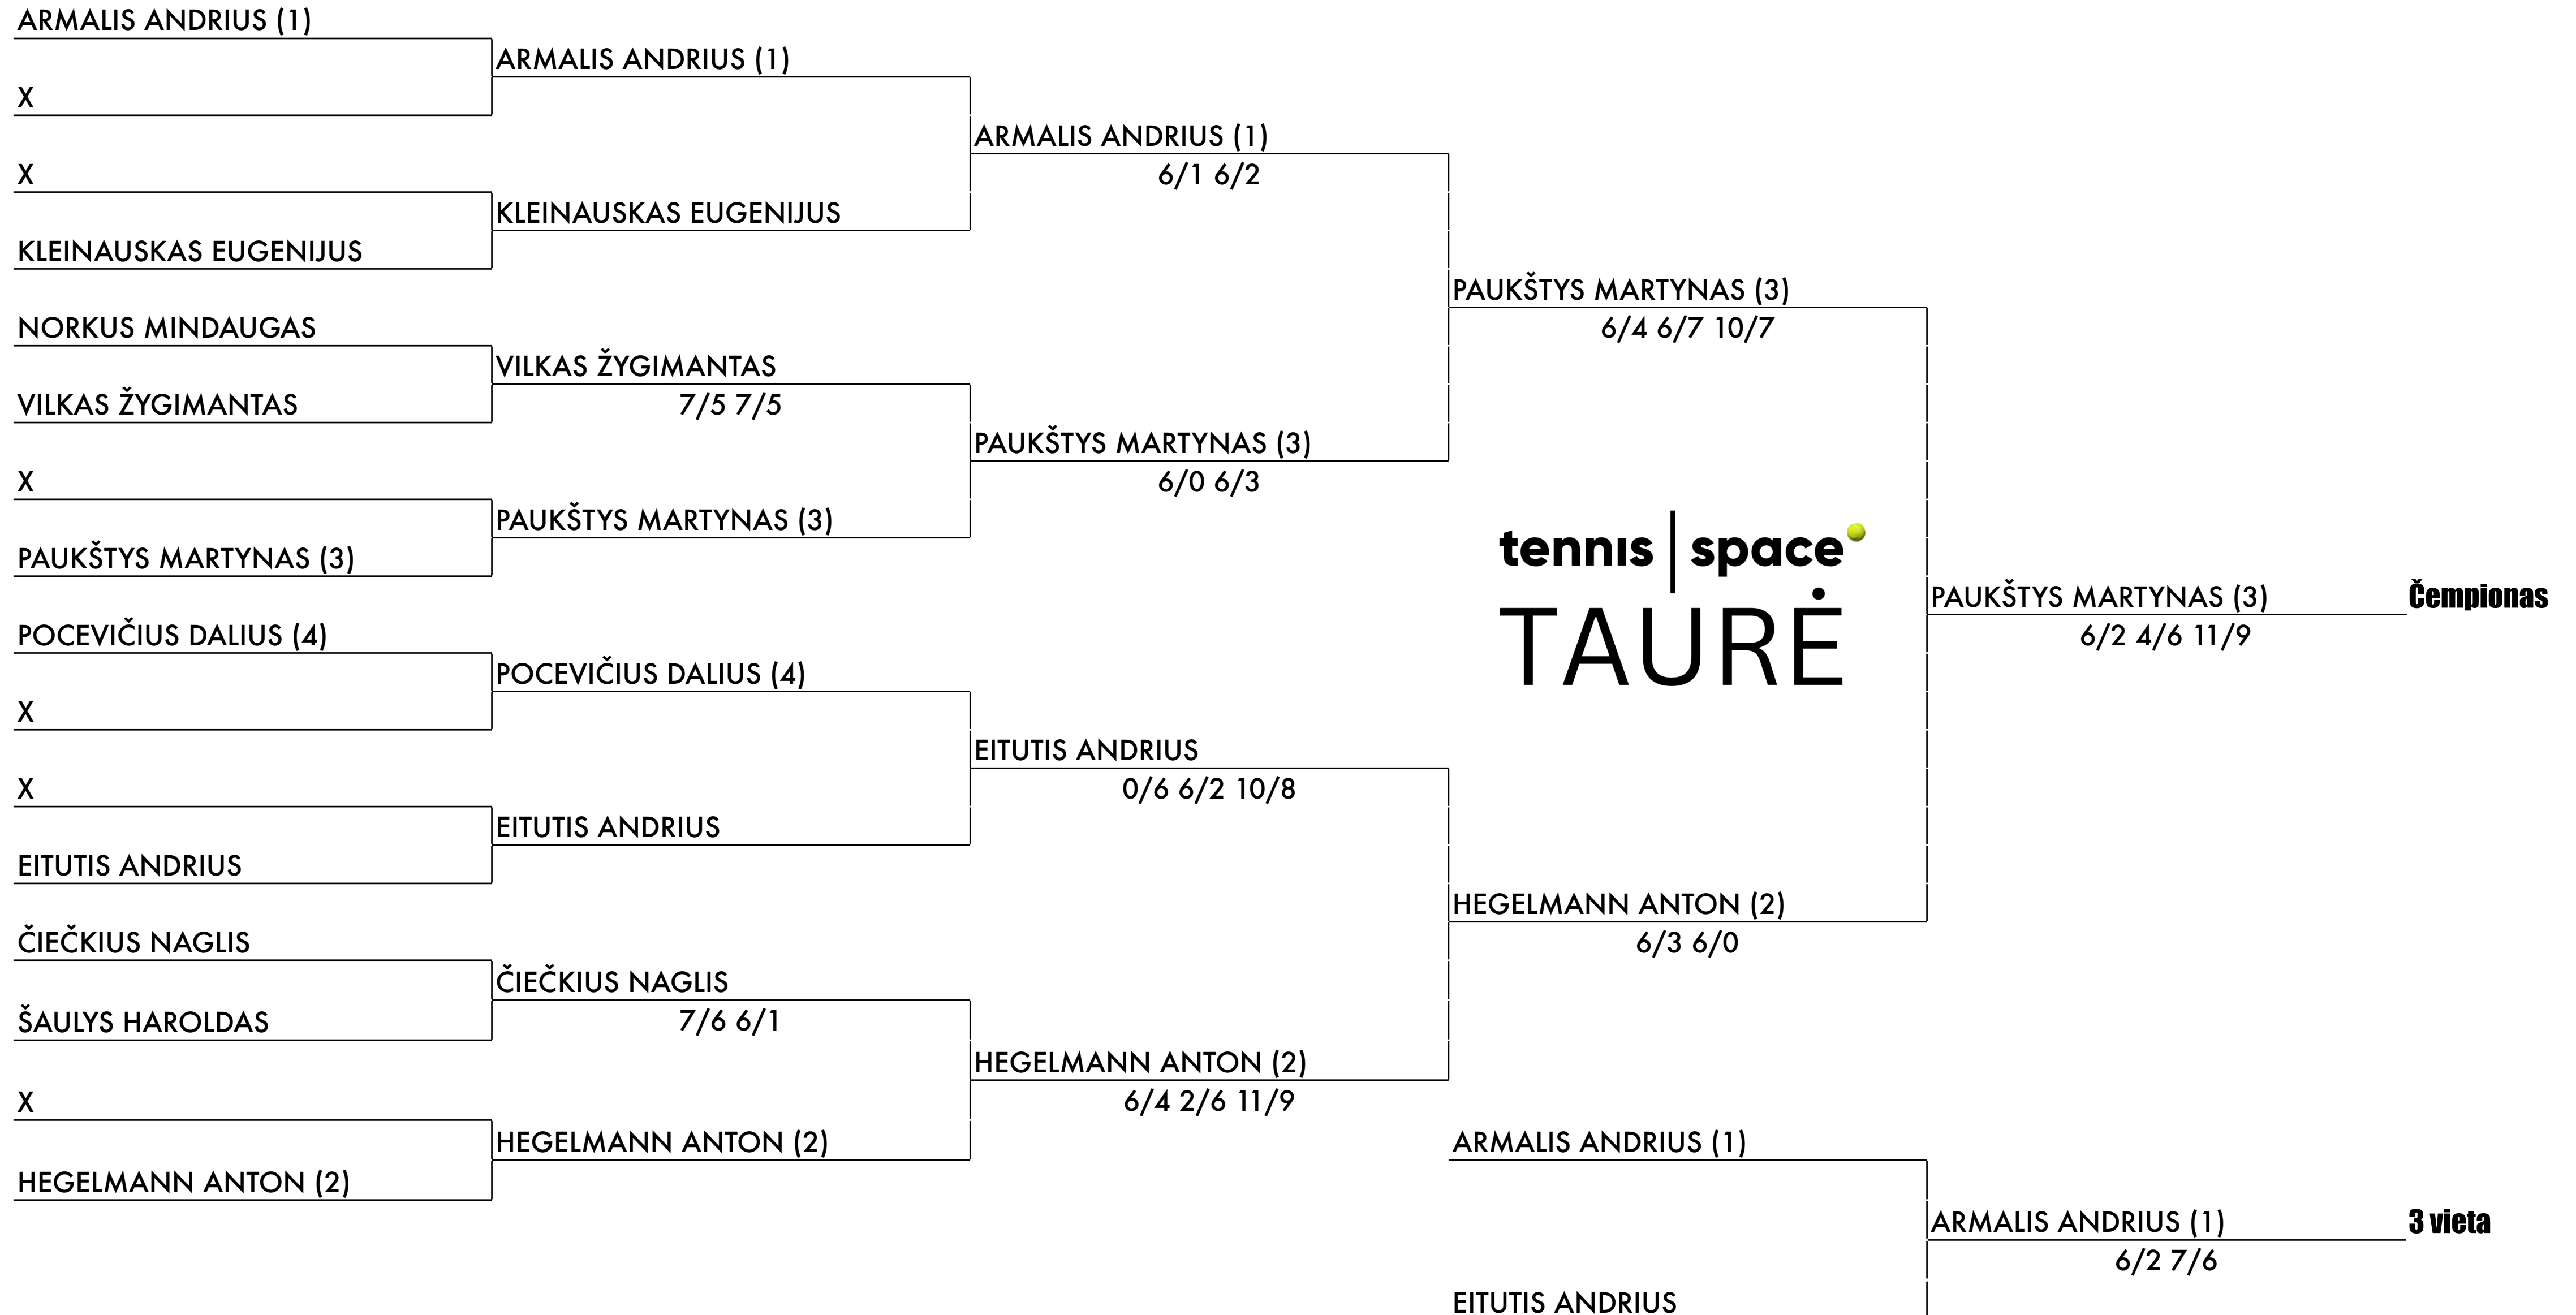 ARMALIS ANDRIUS (1)
ARMALIS ANDRIUS (1)
X
ARMALIS ANDRIUS (1)
6/1 6/2
X
KLEINAUSKAS EUGENIJUS
KLEINAUSKAS EUGENIJUS
PAUKŠTYS MARTYNAS (3)
6/4 6/7 10/7
NORKUS MINDAUGAS
VILKAS ŽYGIMANTAS
7/5 7/5
VILKAS ŽYGIMANTAS
PAUKŠTYS MARTYNAS (3)
6/0 6/3
X
PAUKŠTYS MARTYNAS (3)
PAUKŠTYS MARTYNAS (3)
tennis | space
TAURĖ
PAUKŠTYS MARTYNAS (3) Čempionas
6/2 4/6 11/9
POCEVIČIUS DALIUS (4)
POCEVIČIUS DALIUS (4)
X
EITUTIS ANDRIUS
0/6 6/2 10/8
X
EITUTIS ANDRIUS
EITUTIS ANDRIUS
HEGELMANN ANTON (2)
6/3 6/0
ČIEČKIUS NAGLIS
ČIEČKIUS NAGLIS
7/6 6/1
ŠAULYS HAROLDAS
HEGELMANN ANTON (2)
6/4 2/6 11/9
X
HEGELMANN ANTON (2)
HEGELMANN ANTON (2)
ARMALIS ANDRIUS (1)
ARMALIS ANDRIUS (1) 3 vieta
6/2 7/6
EITUTIS ANDRIUS